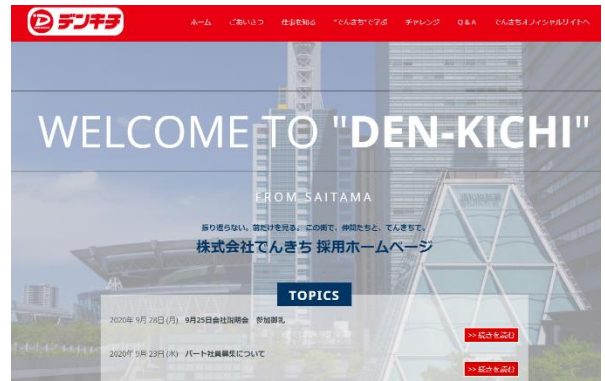 デンキチ
ホーム ごあいさつ 仕事を知る "でんきち"で学ぶ チャレンジ Q&A でんきちオフィシャルサイトへ
WELCOME TO "DEN-KICHI"
FROM SAITAMA
振り返らない。前だけを見る。この街で、仲間たちと、でんきちで。
株式会社でんきち 採用ホームページ
TOPICS
2020年 9月 28日 (月) 9月25日会社説明会 参加御礼
>> 続きを読む
2020年 9月 23日 (水) パート社員募集について
>> 続きを読む